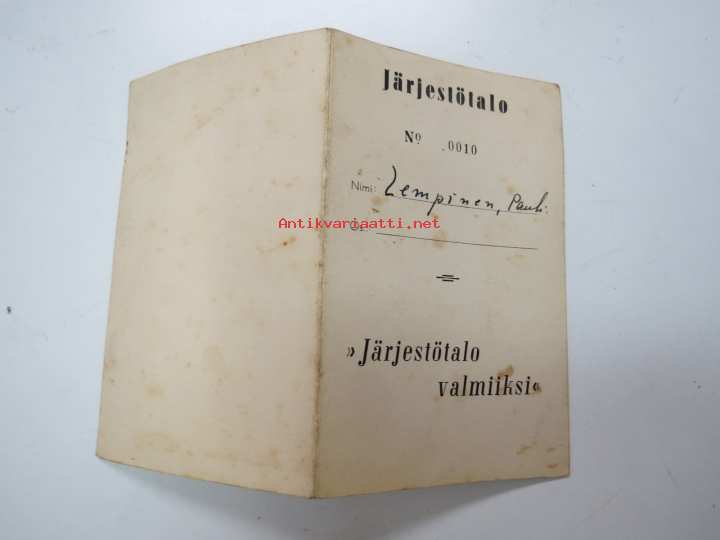 Järjestötalo
No .0010
Nimi: Lempinen, Pauli
Antikvariaatti.net
» Järjestötalo
valmiiksi«